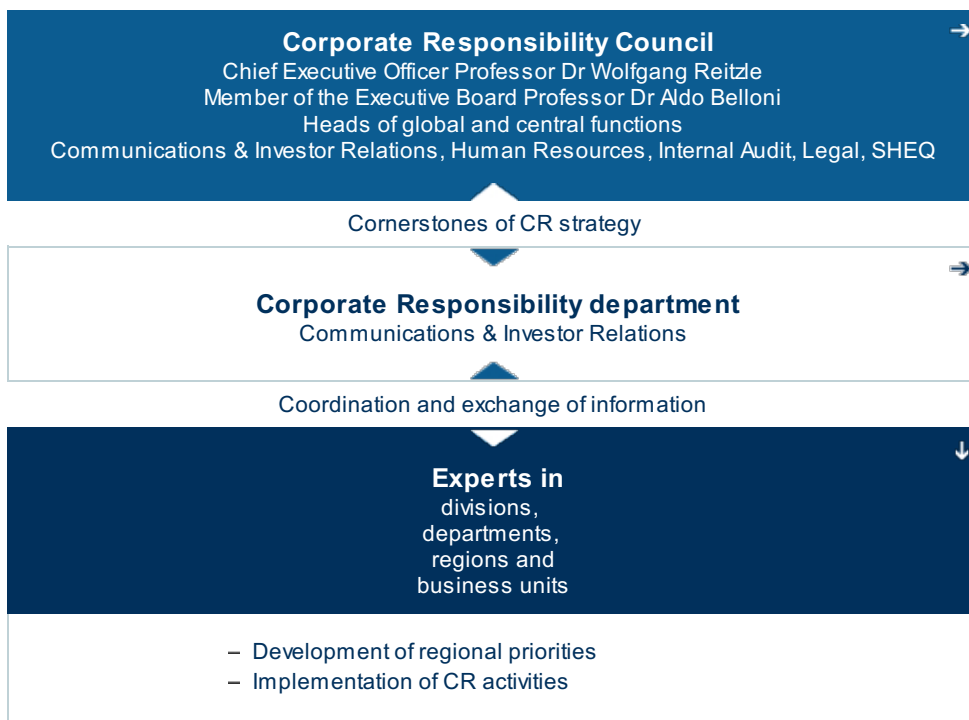 Corporate Responsibility Council
Chief Executive Officer Professor Dr Wolfgang Reitzle
Member of the Executive Board Professor Dr Aldo Belloni
Heads of global and central functions
Communications & Investor Relations, Human Resources, Internal Audit, Legal, SHEQ
Cornerstones of CR strategy
Corporate Responsibility department
Communications & Investor Relations
Coordination and exchange of information
Experts in
divisions,
departments,
regions and
business units
– Development of regional priorities
– Implementation of CR activities